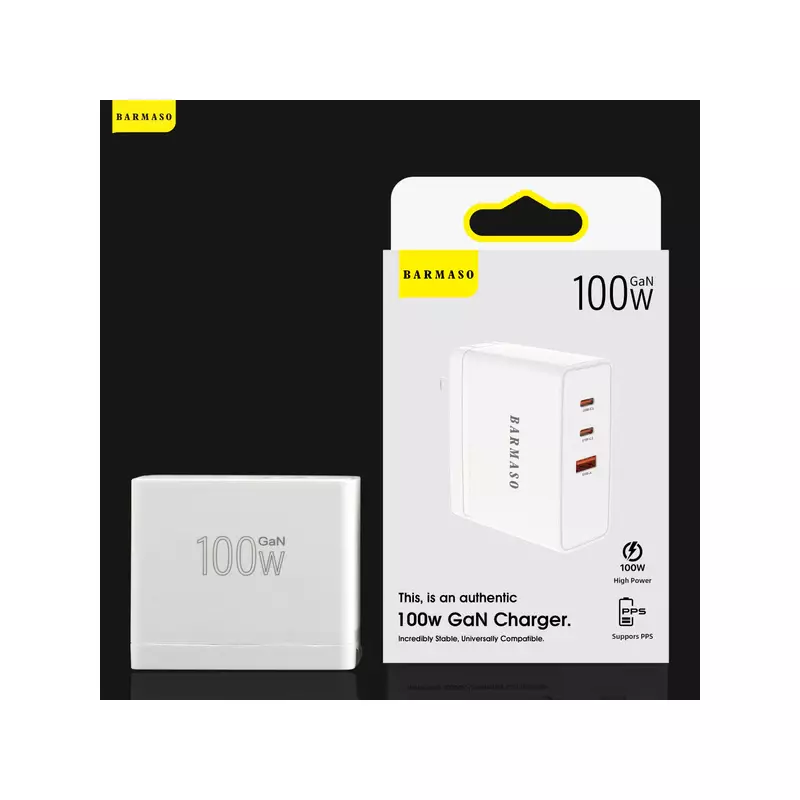 BARMASO
BARMASO
100W GaN
BARMASO
100W GaN
100W
High Power
PPS
This, is an authentic
100w GaN Charger.
Incredibly Stable, Universally Compatible.
Suppors PPS